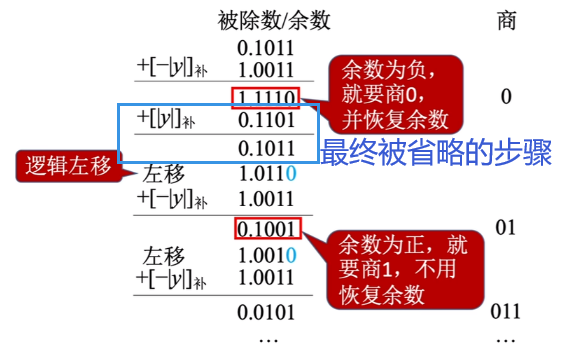 被除数/余数 商
0.1011
+[−|y|]补 1.0011
1.1110 0
余数为负，
就要商0，
并恢复余数
+[|y|]补 0.1101
0.1011
最终被省略的步骤
逻辑左移
左移 1.0110
+[−|y|]补 1.0011
0.1001 01
余数为正，就
要商1，不用
恢复余数
左移 1.0010
+[−|y|]补 1.0011
0.0101 011
… …